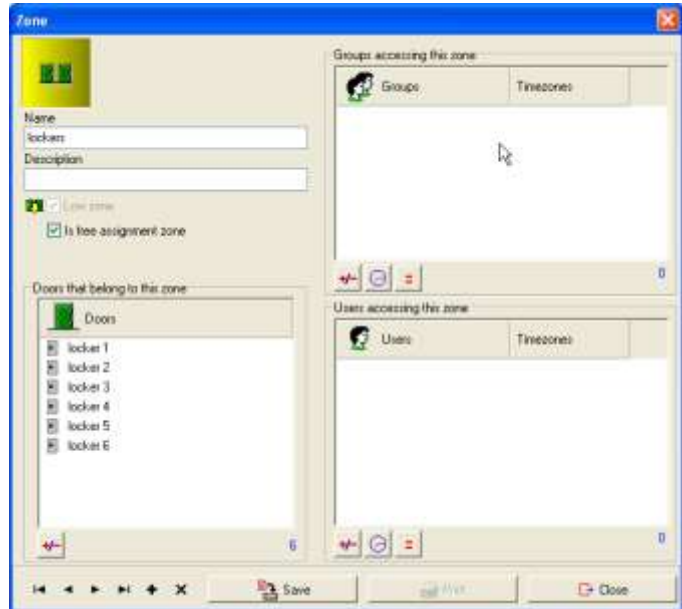 Zone
Name
lockers
Description
Low zone
Is free assignment zone
Doors that belong to this zone
Doors
locker 1
locker 2
locker 3
locker 4
locker 5
locker 6
+/-
6
Groups accessing this zone
Groups
Timezones
+/-
=
0
Users accessing this zone
Users
Timezones
+/-
=
0
Save
Print
Close